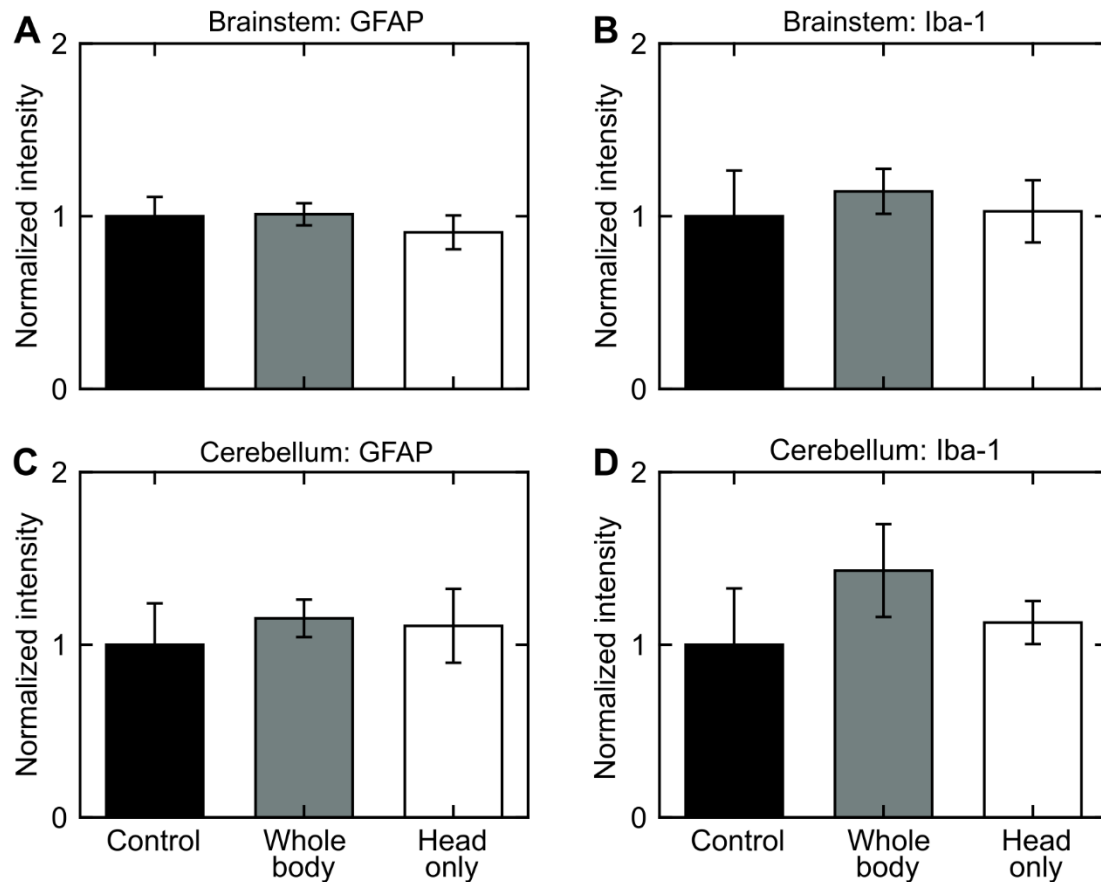 A
Brainstem: GFAP
2
1
0
Normalized intensity
B
Brainstem: Iba-1
2
1
0
Normalized intensity
C
Cerebellum: GFAP
2
1
0
Normalized intensity
Control
Whole
body
Head
only
D
Cerebellum: Iba-1
2
1
0
Normalized intensity
Control
Whole
body
Head
only